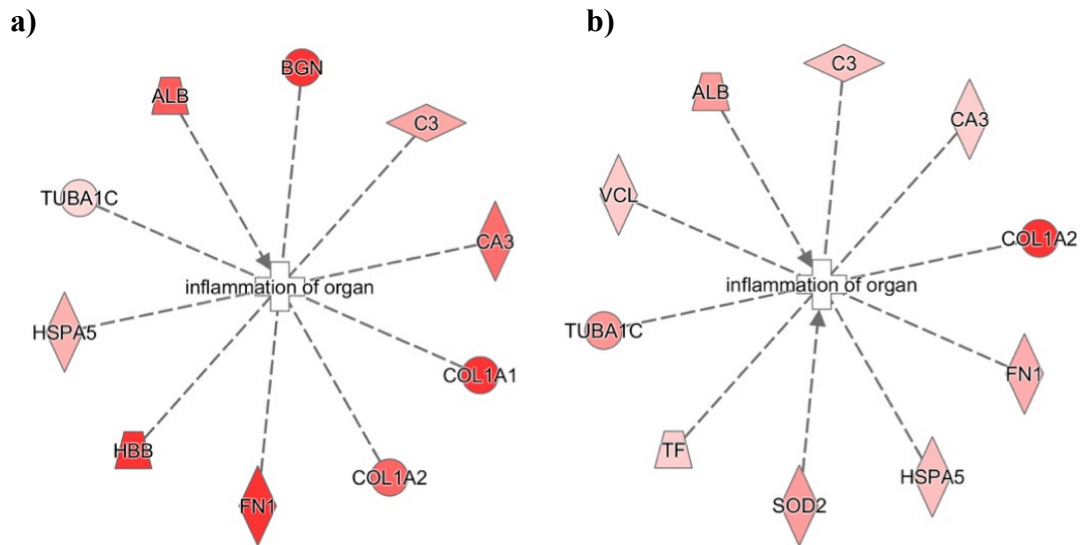 a)
BGN
ALB
C3
TUBA1C
CA3
inflammation of organ
HSPA5
COL1A1
HBB
COL1A2
FN1
b)
C3
ALB
CA3
VCL
COL1A2
inflammation of organ
TUBA1C
FN1
TF
HSPA5
SOD2